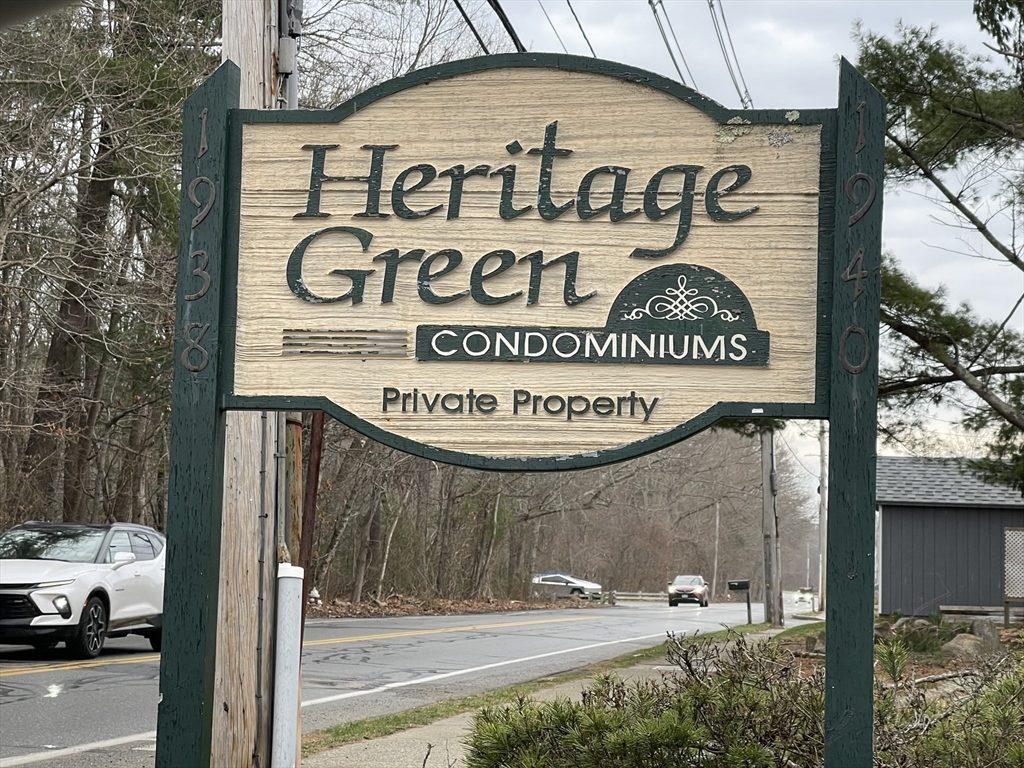 Heritage
Green
CONDOMINIUMS
Private Property
1938
1940